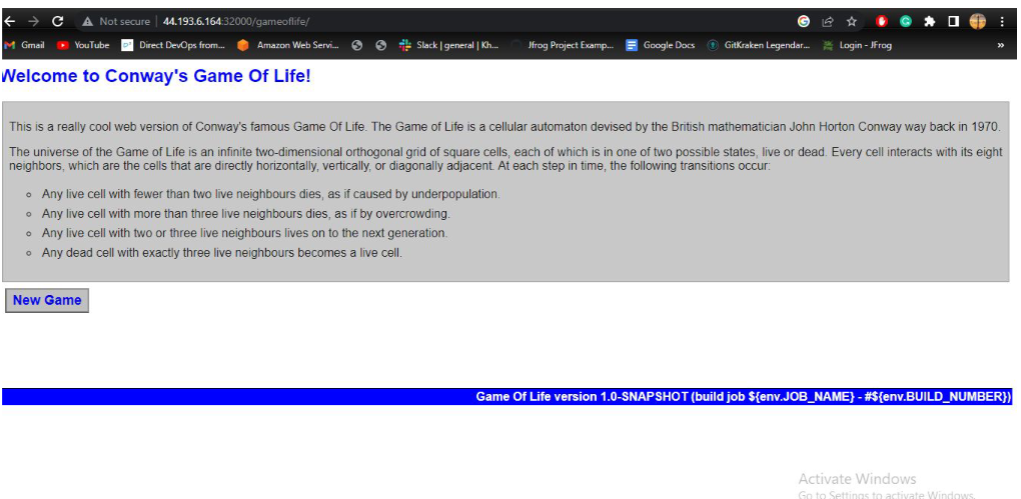 Not secure | 44.193.6.164:32000/gameoflife/
Gmail YouTube Direct DevOps from... Amazon Web Servi... Slack | general | Kh... Jfrog Project Examp... Google Docs GitKraken Legendar... Login - JFrog »
Welcome to Conway's Game Of Life!
This is a really cool web version of Conway's famous Game Of Life. The Game of Life is a cellular automaton devised by the British mathematician John Horton Conway way back in 1970.
The universe of the Game of Life is an infinite two-dimensional orthogonal grid of square cells, each of which is in one of two possible states, live or dead. Every cell interacts with its eight
neighbors, which are the cells that are directly horizontally, vertically, or diagonally adjacent. At each step in time, the following transitions occur:
Any live cell with fewer than two live neighbours dies, as if caused by underpopulation.
Any live cell with more than three live neighbours dies, as if by overcrowding.
Any live cell with two or three live neighbours lives on to the next generation.
Any dead cell with exactly three live neighbours becomes a live cell.
New Game
Game Of Life version 1.0-SNAPSHOT (build job ${env.JOB_NAME} - #${env.BUILD_NUMBER})
Activate Windows
Go to Settings to activate Windows.